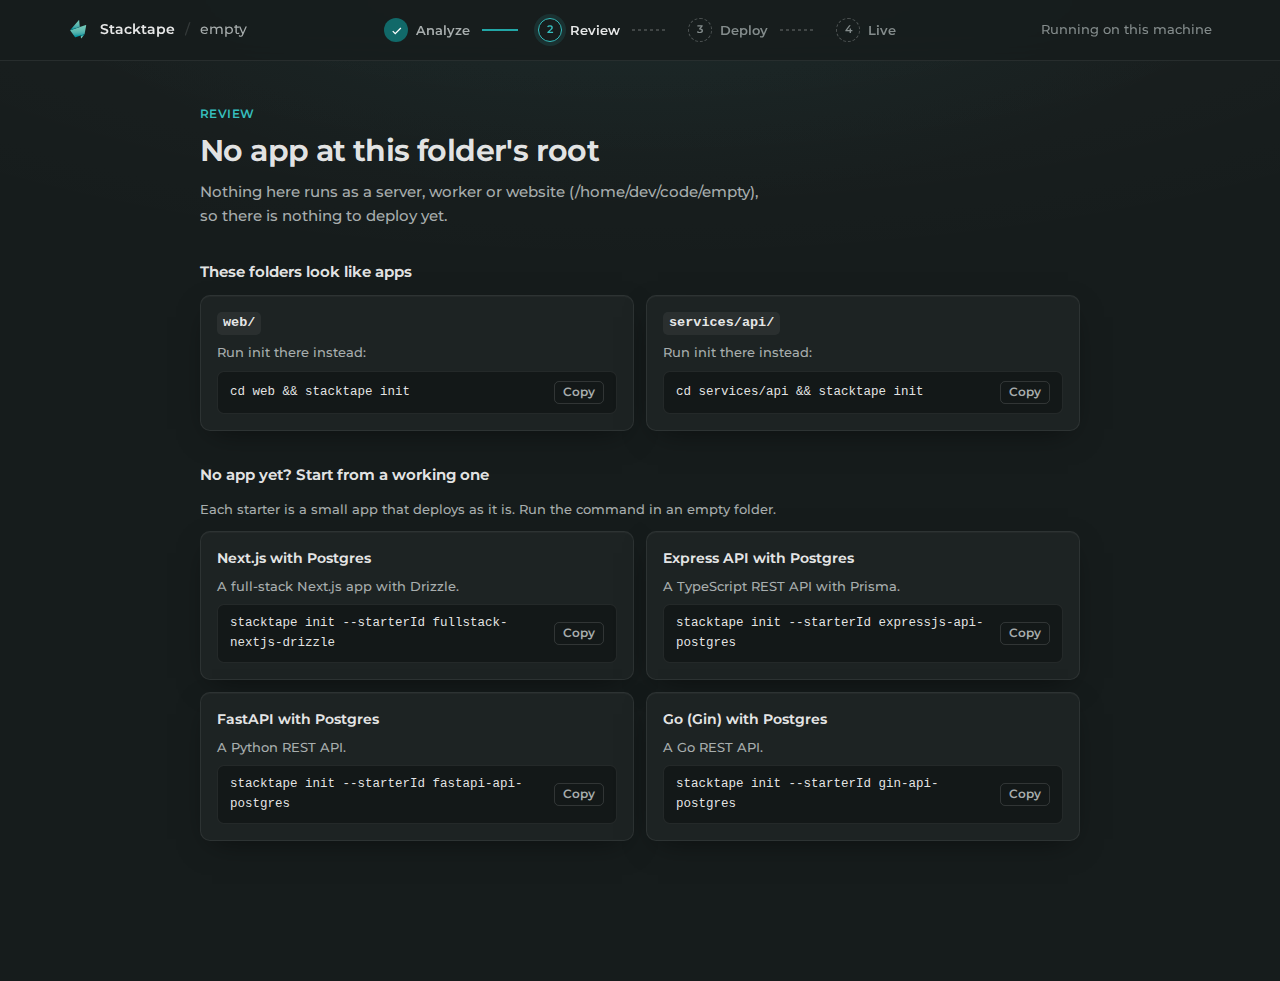 Stacktape / empty
Analyze
2 Review
3 Deploy
4 Live
Running on this machine
REVIEW
No app at this folder's root
Nothing here runs as a server, worker or website (/home/dev/code/empty),
so there is nothing to deploy yet.
These folders look like apps
web/
Run init there instead:
cd web && stacktape init
Copy
services/api/
Run init there instead:
cd services/api && stacktape init
Copy
No app yet? Start from a working one
Each starter is a small app that deploys as it is. Run the command in an empty folder.
Next.js with Postgres
A full-stack Next.js app with Drizzle.
stacktape init --starterId fullstack-
nextjs-drizzle
Copy
Express API with Postgres
A TypeScript REST API with Prisma.
stacktape init --starterId expressjs-api-
postgres
Copy
FastAPI with Postgres
A Python REST API.
stacktape init --starterId fastapi-api-
postgres
Copy
Go (Gin) with Postgres
A Go REST API.
stacktape init --starterId gin-api-
postgres
Copy